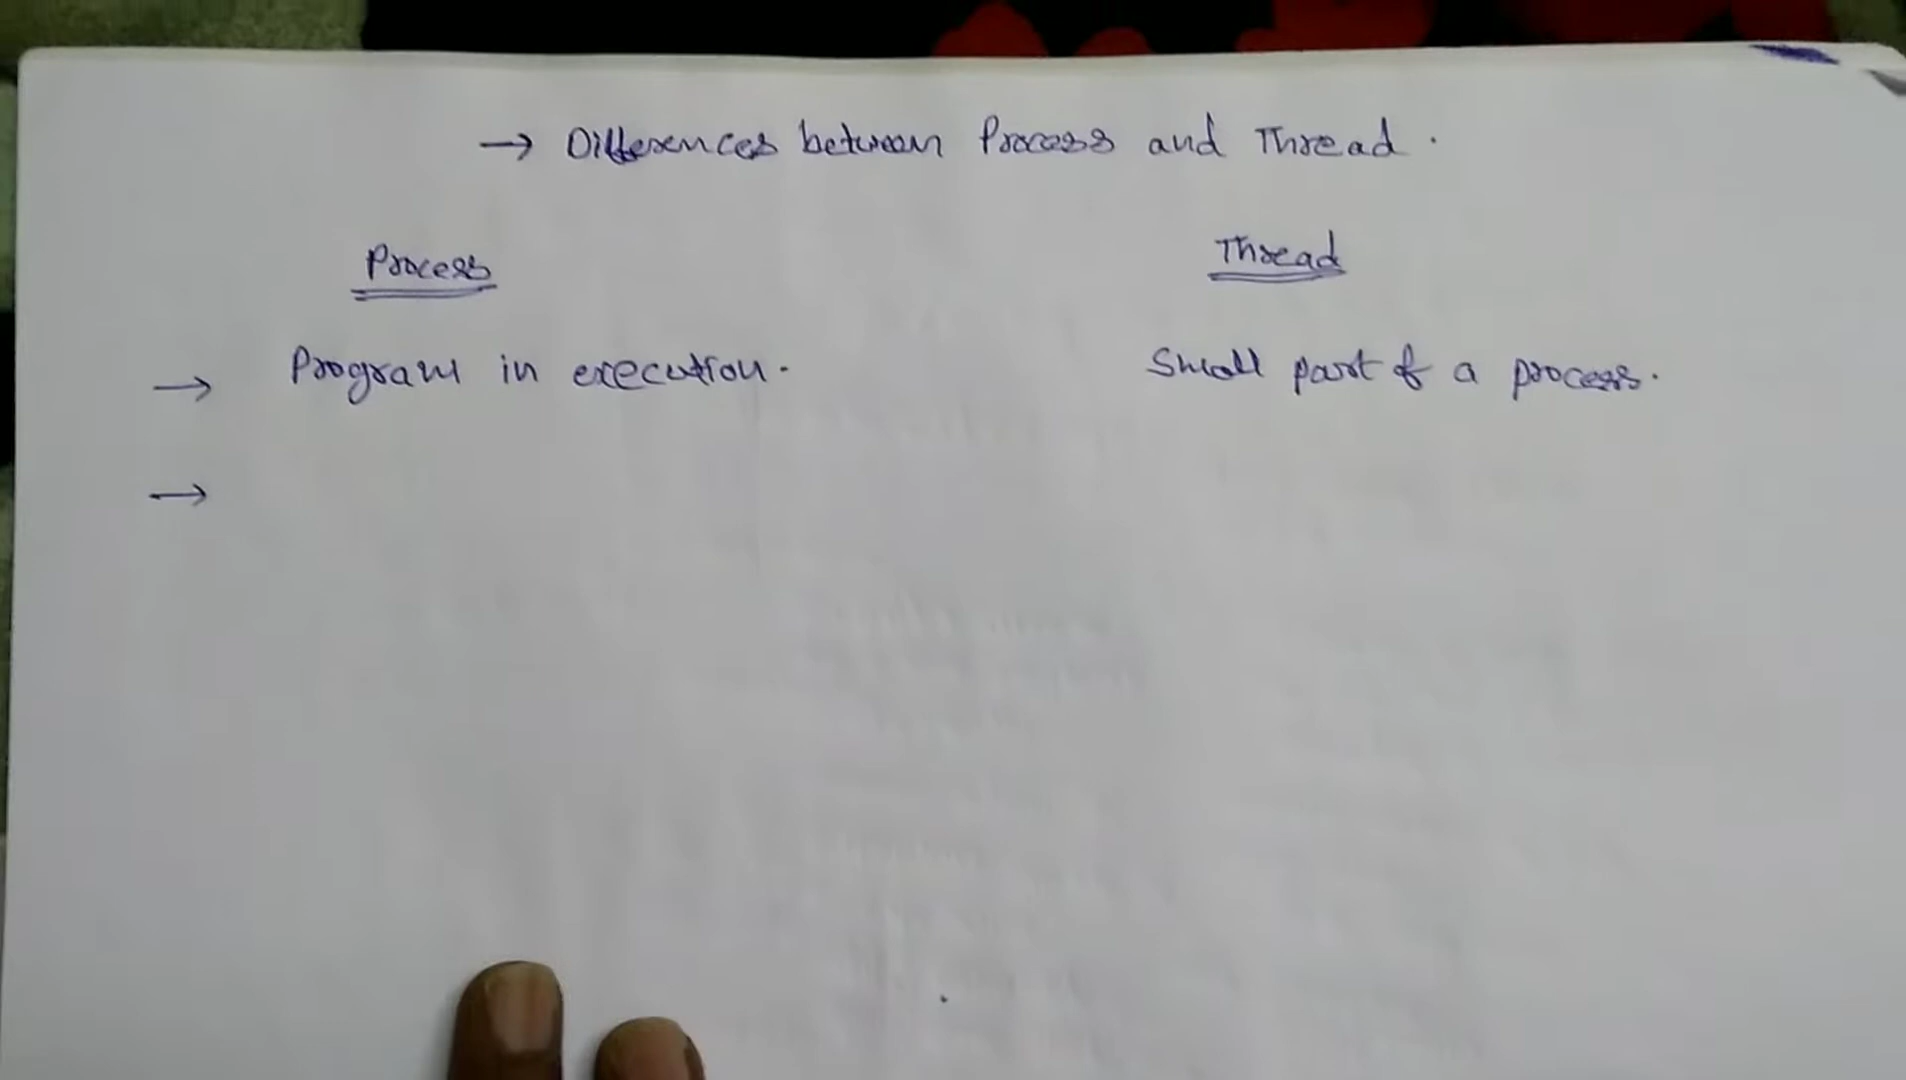 → Differences between Process and Thread.
Process Thread
→ Program in execution. Small part of a process.
→